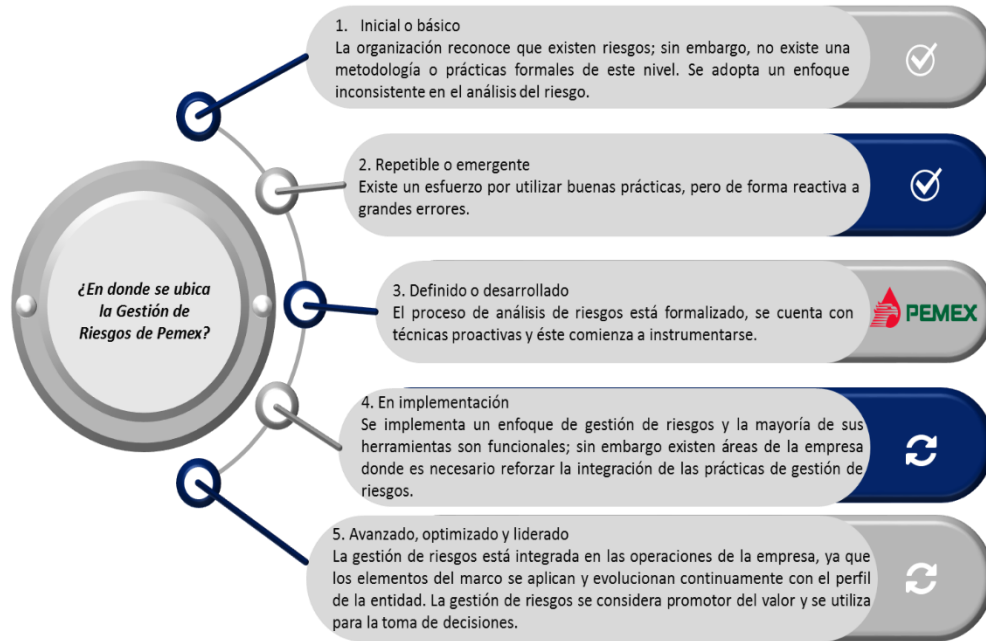 1. Inicial o básico
La organización reconoce que existen riesgos; sin embargo, no existe una
metodología o prácticas formales de este nivel. Se adopta un enfoque
inconsistente en el análisis del riesgo.
2. Repetible o emergente
Existe un esfuerzo por utilizar buenas prácticas, pero de forma reactiva a
grandes errores.
¿En donde se ubica
la Gestión de
Riesgos de Pemex?
3. Definido o desarrollado
El proceso de análisis de riesgos está formalizado, se cuenta con
técnicas proactivas y éste comienza a instrumentarse.
PEMEX
4. En implementación
Se implementa un enfoque de gestión de riesgos y la mayoría de sus
herramientas son funcionales; sin embargo existen áreas de la empresa
donde es necesario reforzar la integración de las prácticas de gestión de
riesgos.
5. Avanzado, optimizado y liderado
La gestión de riesgos está integrada en las operaciones de la empresa, ya que
los elementos del marco se aplican y evolucionan continuamente con el perfil
de la entidad. La gestión de riesgos se considera promotor del valor y se utiliza
para la toma de decisiones.